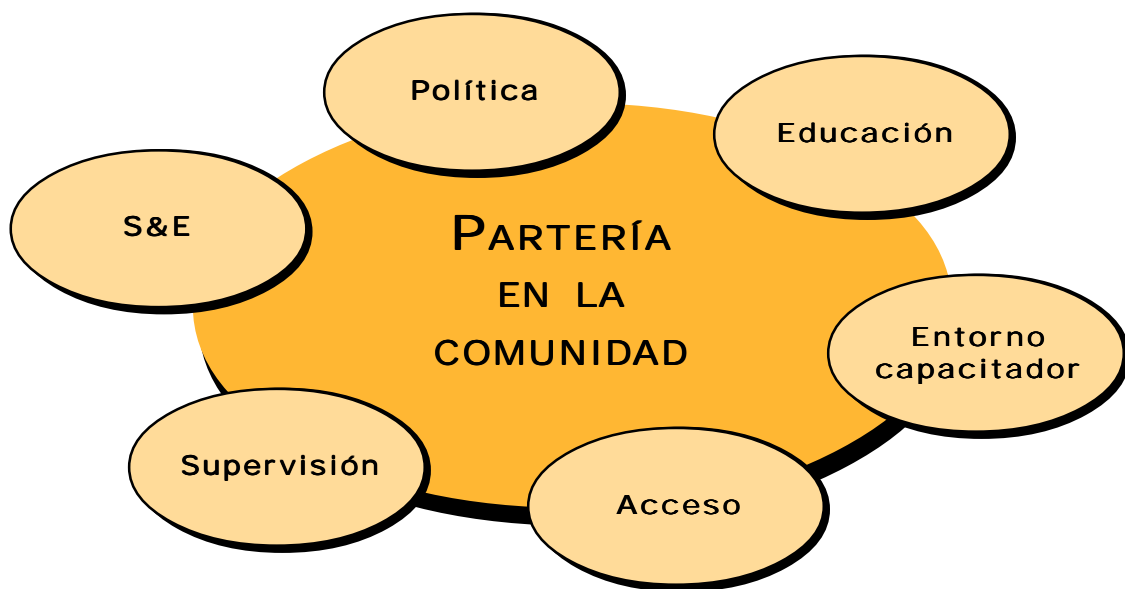 Política
Educación
S&E
PARTERÍA
EN LA
COMUNIDAD
Entorno
capacitador
Supervisión
Acceso